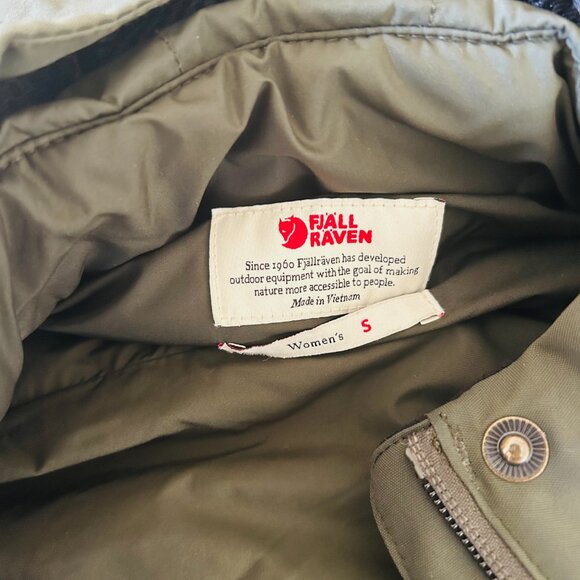 FJÄLL
RÄVEN
Since 1960 Fjällräven has developed
outdoor equipment with the goal of making
nature more accessible to people.
Made in Vietnam
Women's S